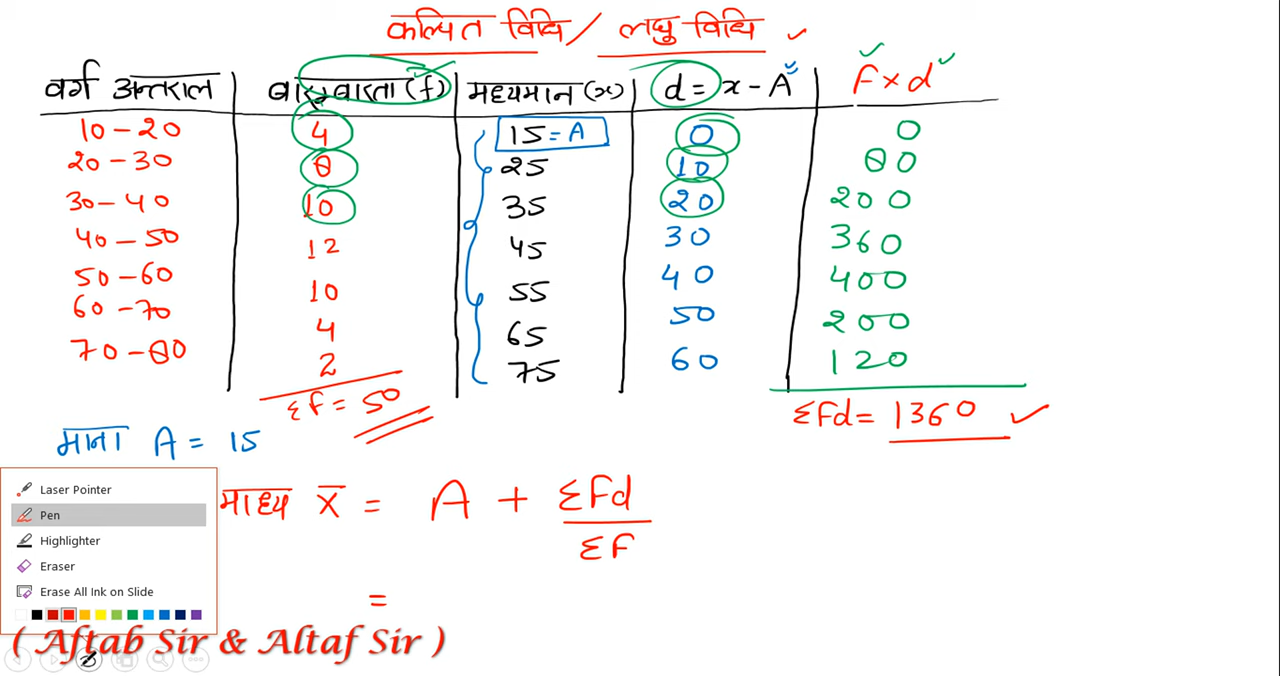 कल्पित विधि / लघु विधि ✓
वर्ग अन्तराल | बारम्बारता (f) | मध्यमान (x) | d = x - A | F × d
10 - 20 | 4 | 15 = A | 0 | 0
20 - 30 | 8 | 25 | 10 | 80
30 - 40 | 10 | 35 | 20 | 200
40 - 50 | 12 | 45 | 30 | 360
50 - 60 | 10 | 55 | 40 | 400
60 - 70 | 4 | 65 | 50 | 200
70 - 80 | 2 | 75 | 60 | 120
Σf = 50 | Σfd = 1360 ✓
माना A = 15
माध्य x̄ = A + Σfd / Σf
=
Laser Pointer
Pen
Highlighter
Eraser
Erase All Ink on Slide
( Aftab Sir & Altaf Sir )